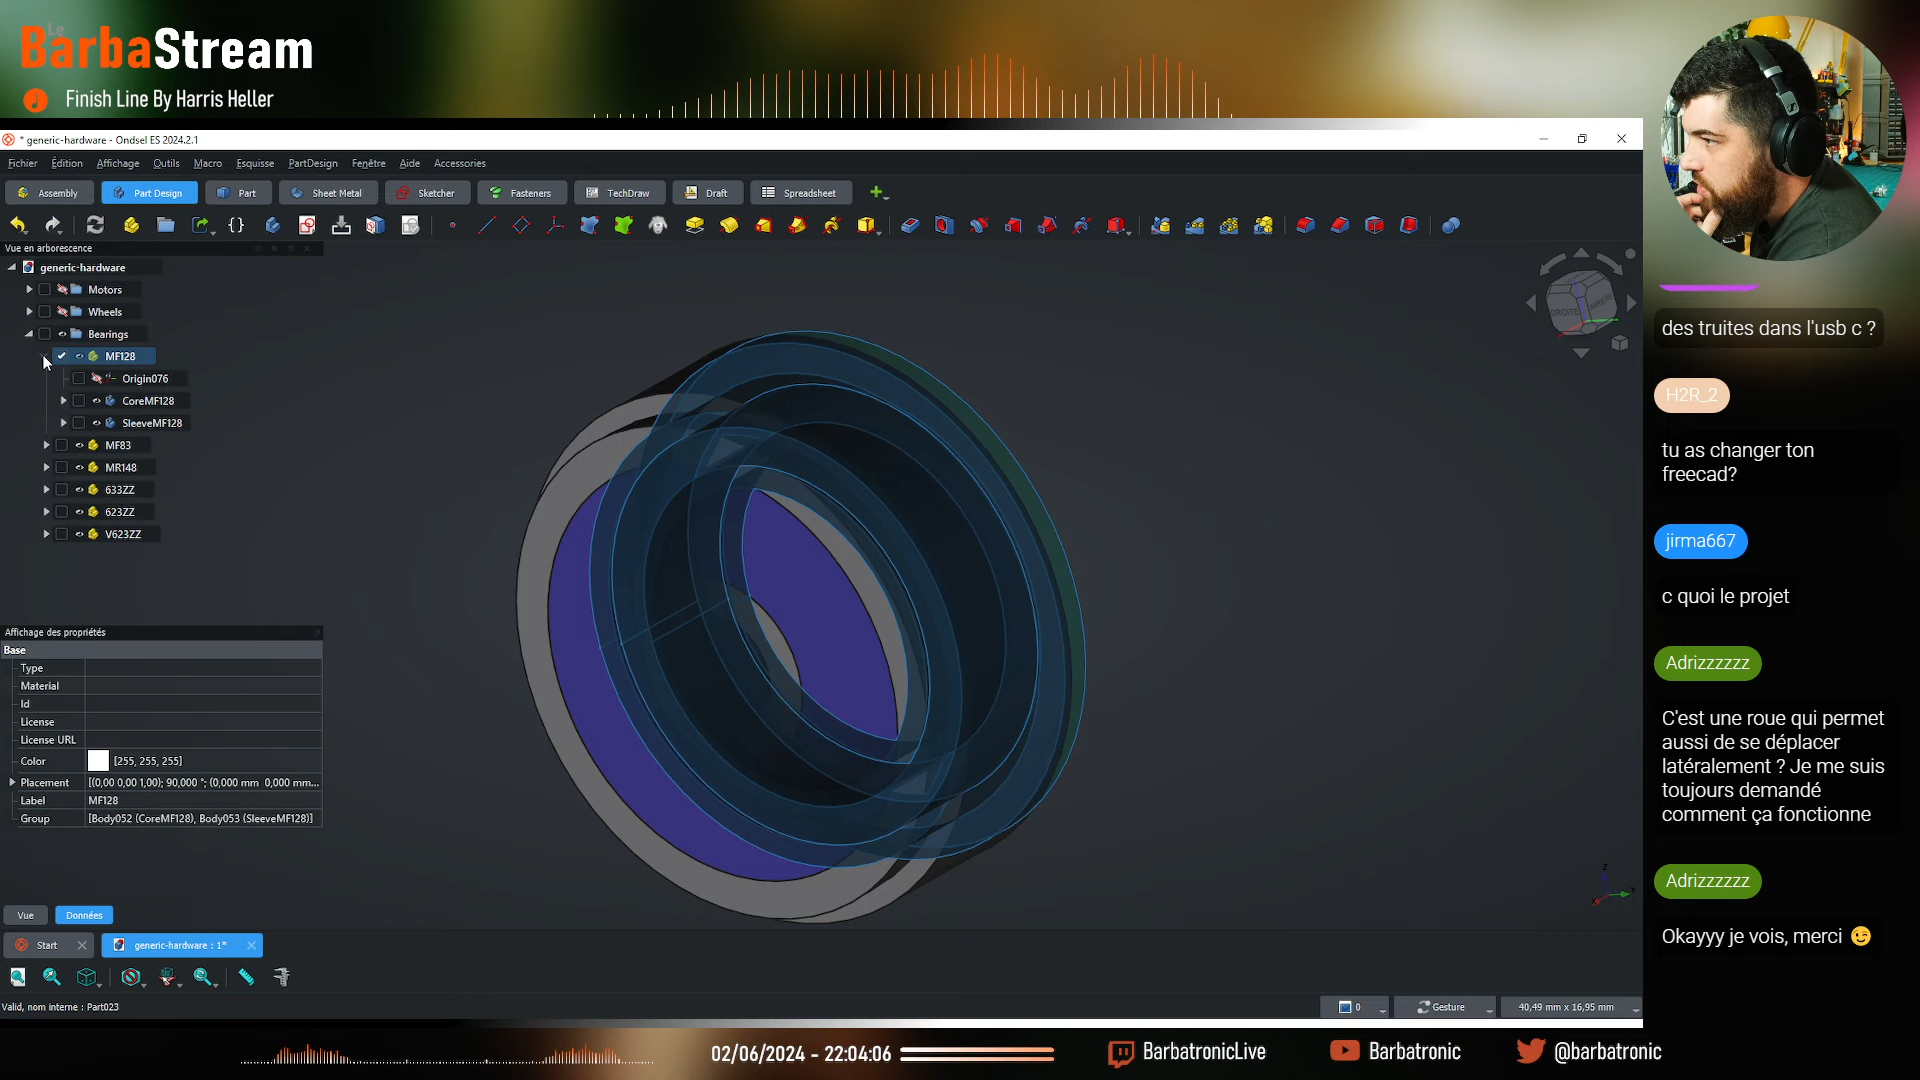 Le
BarbaStream
Finish Line By Harris Heller
* generic-hardware - Ondsel ES 2024.2.1
Fichier Édition Affichage Outils Macro Esquisse PartDesign Fenêtre Aide Accessories
Assembly Part Design Part Sheet Metal Sketcher Fasteners TechDraw Draft Spreadsheet
Vue en arborescence
generic-hardware
Motors
Wheels
Bearings
MF128
Origin076
CoreMF128
SleeveMF128
MF83
MR148
633ZZ
623ZZ
V623ZZ
DROITE ARRIÈRE
Affichage des propriétés
Base
Type
Material
Id
License
License URL
Color [255, 255, 255]
Placement [(0,00 0,00 1,00); 90,000 °; (0,000 mm 0,000 mm...
Label MF128
Group [Body052 (CoreMF128), Body053 (SleeveMF128)]
Vue Données
Start generic-hardware : 1*
Valid, nom interne : Part023
0 Gesture 40,49 mm x 16,95 mm
Z
Y
X
des truites dans l'usb c ?
H2R_2
tu as changer ton
freecad?
jirma667
c quoi le projet
Adrizzzzzz
C'est une roue qui permet
aussi de se déplacer
latéralement ? Je me suis
toujours demandé
comment ça fonctionne
Adrizzzzzz
Okayyy je vois, merci 😉
02/06/2024 - 22:04:06
BarbatronicLive
Barbatronic
@barbatronic